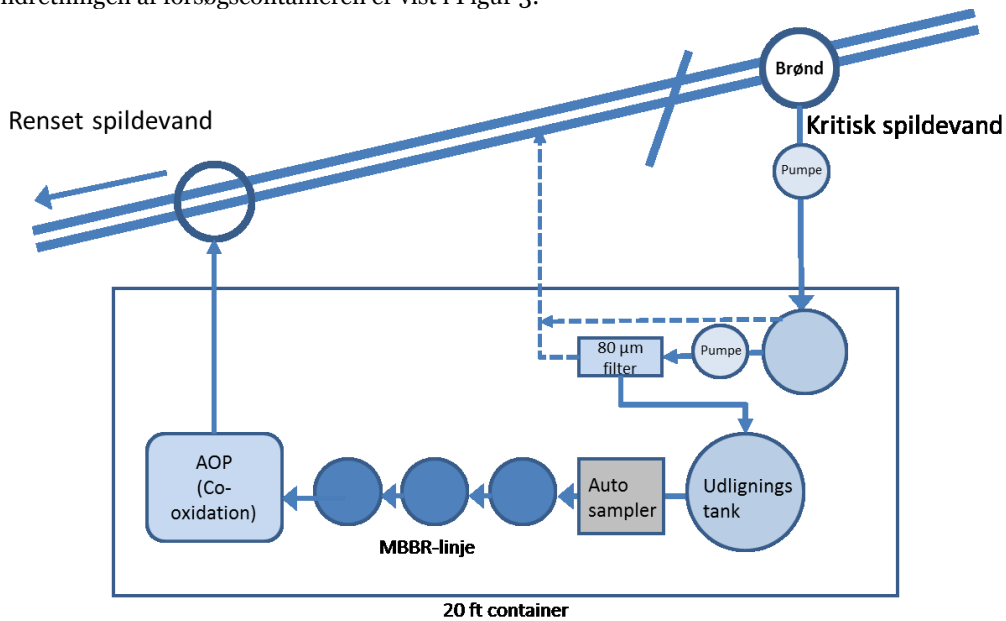 Brønd
Renset spildevand
Kritisk spildevand
Pumpe
80 µm
filter
Pumpe
AOP
(Co-
oxidation)
Auto
sampler
Udlignings
tank
MBBR-linje
20 ft container